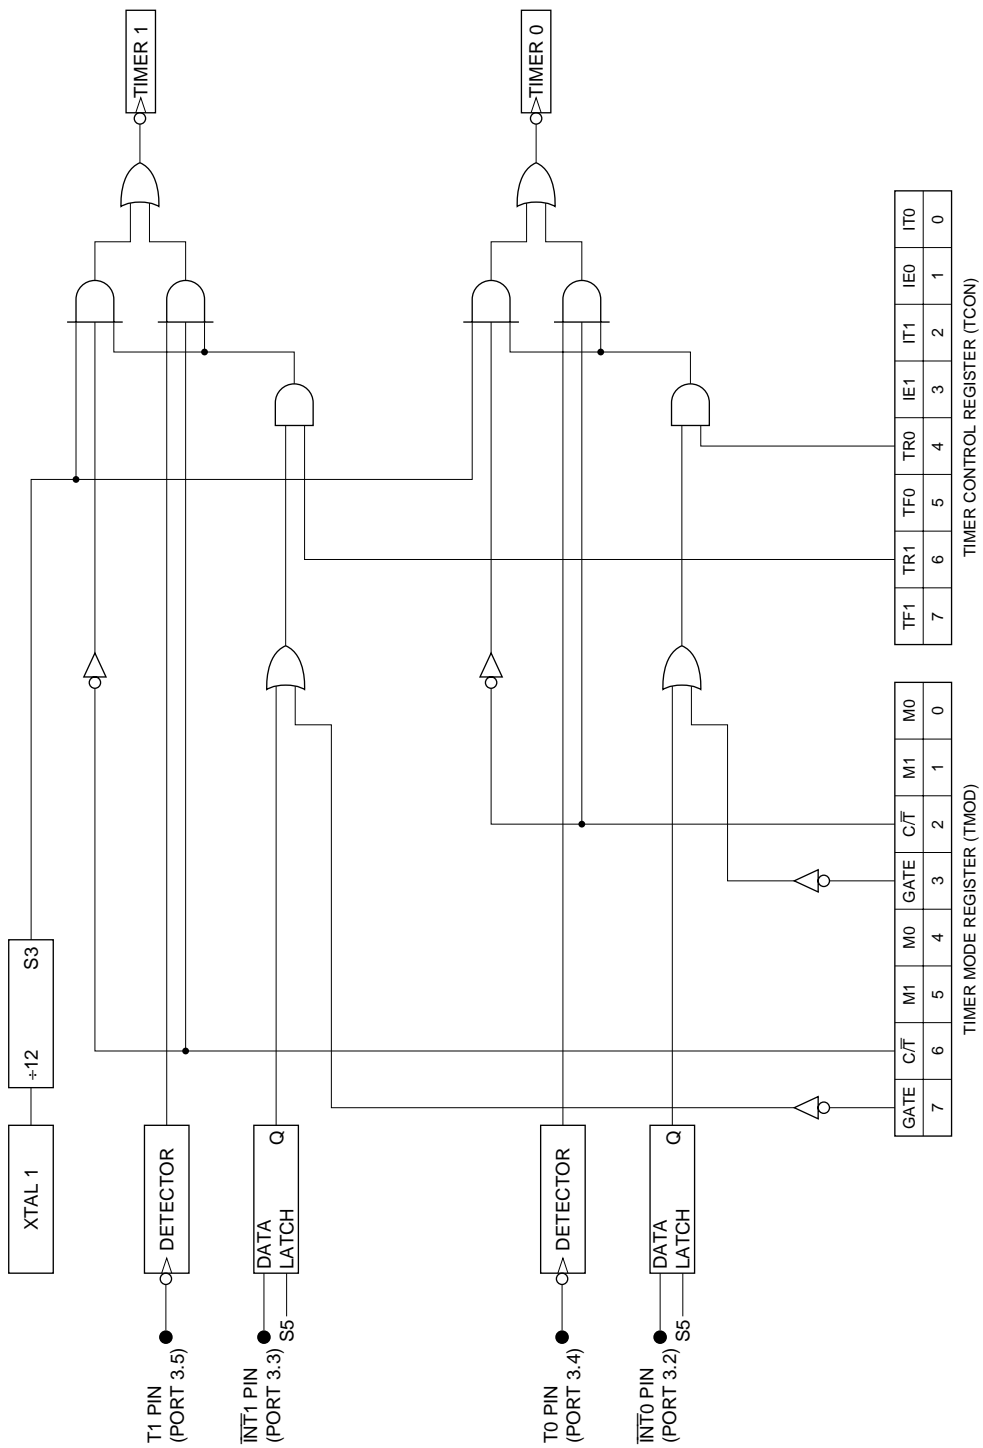 XTAL 1
÷12 S3
T1 PIN
(PORT 3.5)
DETECTOR
TIMER 1
I̅N̅T̅1 PIN
(PORT 3.3)
S5
DATA
LATCH
Q
T0 PIN
(PORT 3.4)
DETECTOR
TIMER 0
I̅N̅T̅0 PIN
(PORT 3.2)
S5
DATA
LATCH
Q
GATE C/T̅ M1 M0 GATE C/T̅ M1 M0
7 6 5 4 3 2 1 0
TIMER MODE REGISTER (TMOD)
TF1 TR1 TF0 TR0 IE1 IT1 IE0 IT0
7 6 5 4 3 2 1 0
TIMER CONTROL REGISTER (TCON)